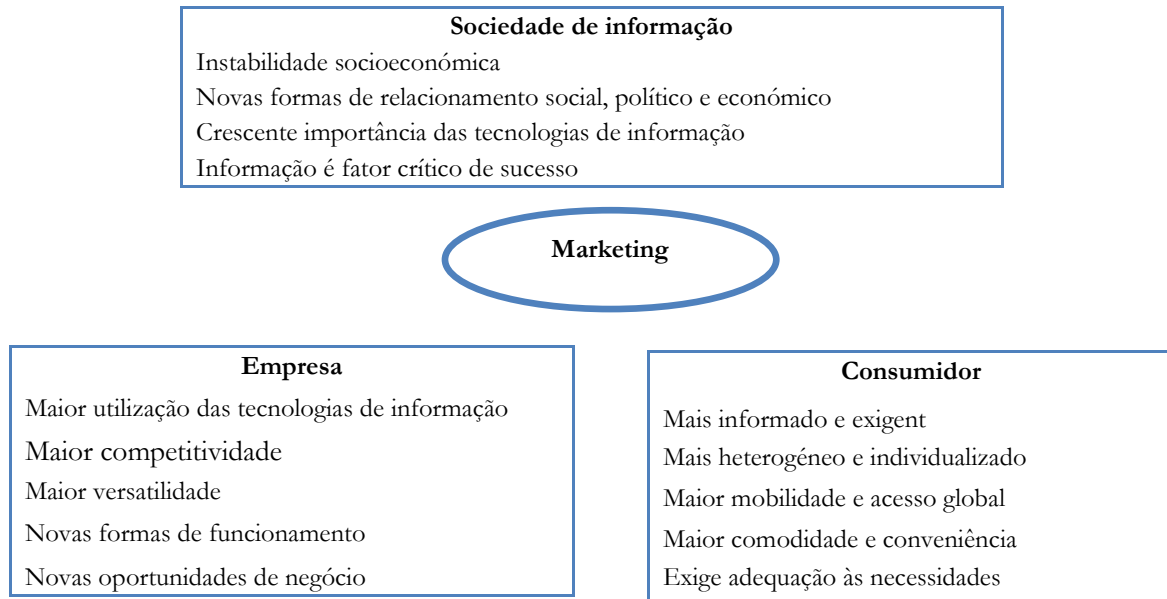 Sociedade de informação
Instabilidade socioeconómica
Novas formas de relacionamento social, político e económico
Crescente importância das tecnologias de informação
Informação é fator crítico de sucesso
Marketing
Empresa
Maior utilização das tecnologias de informação
Maior competitividade
Maior versatilidade
Novas formas de funcionamento
Novas oportunidades de negócio
Consumidor
Mais informado e exigent
Mais heterogéneo e individualizado
Maior mobilidade e acesso global
Maior comodidade e conveniência
Exige adequação às necessidades